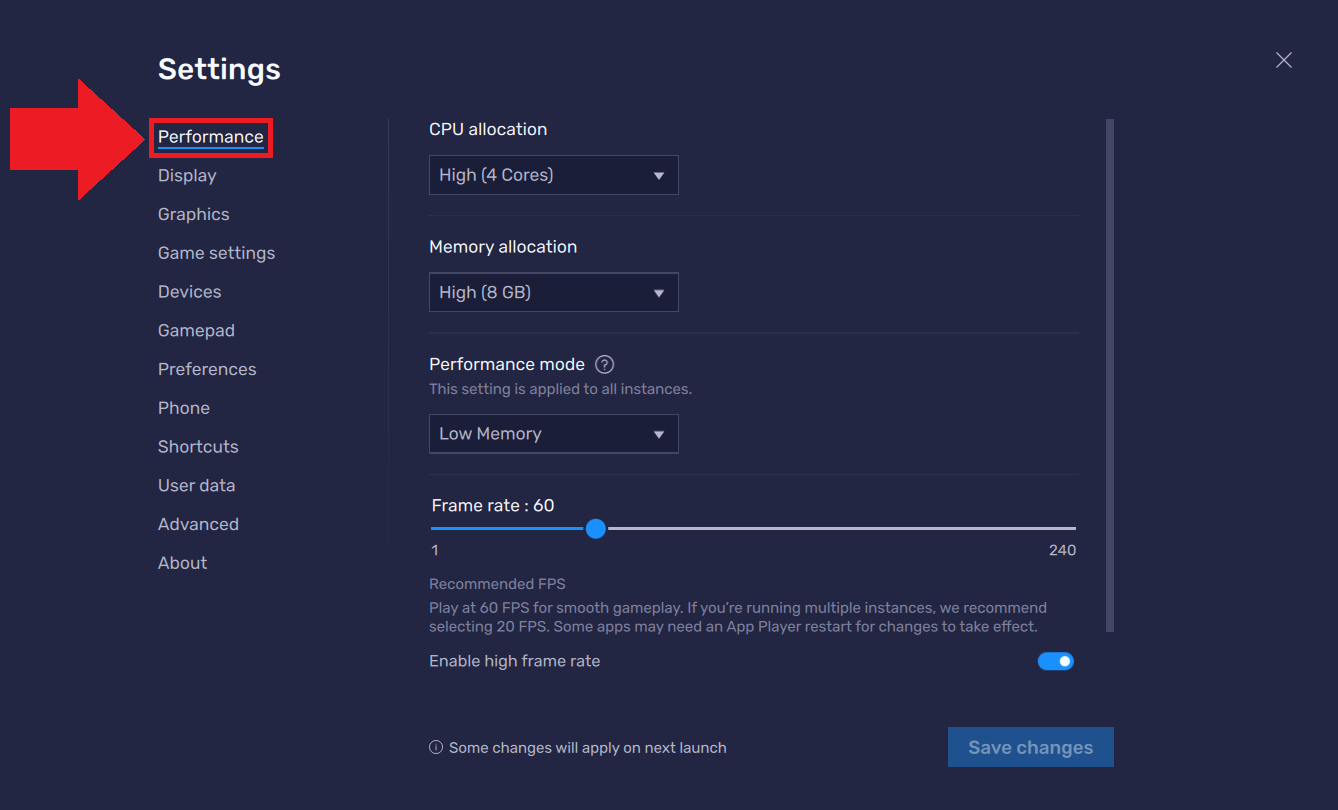 Settings
Performance
Display
Graphics
Game settings
Devices
Gamepad
Preferences
Phone
Shortcuts
User data
Advanced
About
CPU allocation
High (4 Cores)
Memory allocation
High (8 GB)
Performance mode ?
This setting is applied to all instances.
Low Memory
Frame rate : 60
1 240
Recommended FPS
Play at 60 FPS for smooth gameplay. If you’re running multiple instances, we recommend
selecting 20 FPS. Some apps may need an App Player restart for changes to take effect.
Enable high frame rate
Some changes will apply on next launch
Save changes